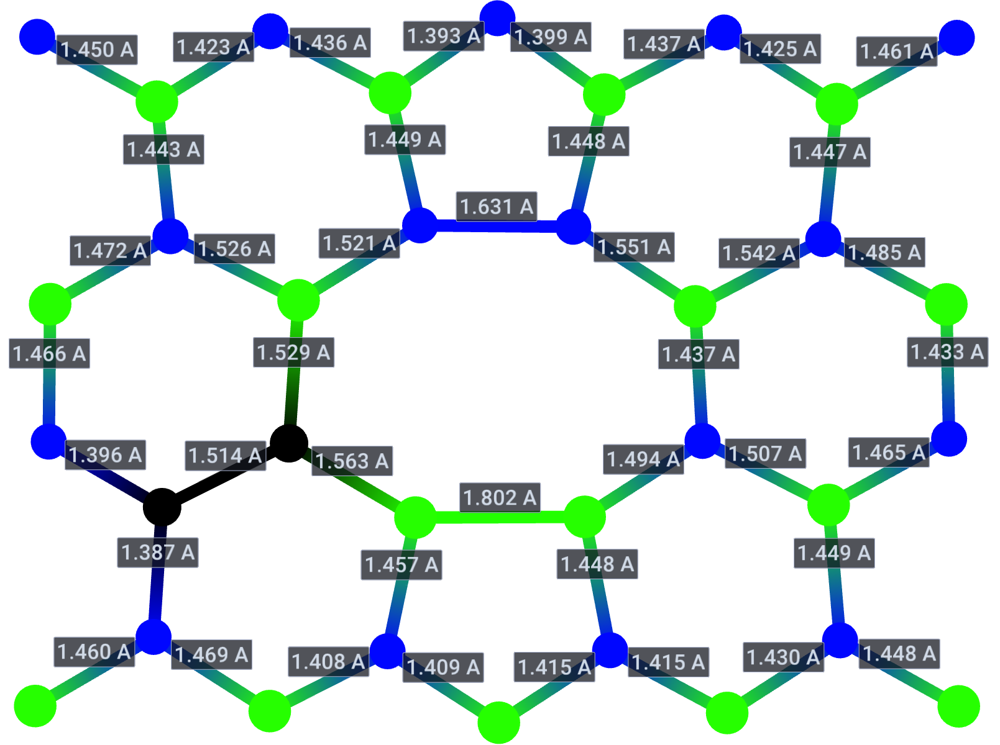 1.450 A
1.423 A
1.436 A
1.393 A
1.399 A
1.437 A
1.425 A
1.461 A
1.443 A
1.449 A
1.448 A
1.447 A
1.631 A
1.472 A
1.526 A
1.521 A
1.551 A
1.542 A
1.485 A
1.466 A
1.529 A
1.437 A
1.433 A
1.396 A
1.514 A
1.563 A
1.494 A
1.507 A
1.465 A
1.802 A
1.387 A
1.457 A
1.448 A
1.449 A
1.460 A
1.469 A
1.408 A
1.409 A
1.415 A
1.415 A
1.430 A
1.448 A